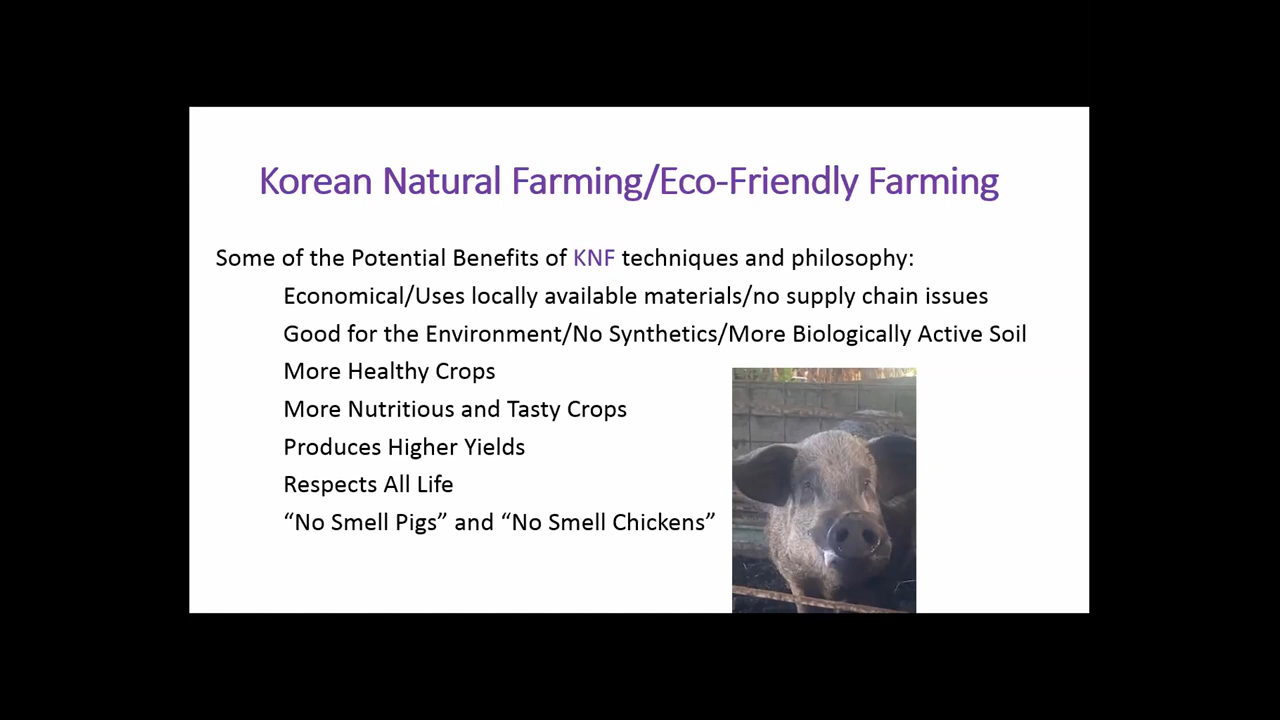 Korean Natural Farming/Eco-Friendly Farming
Some of the Potential Benefits of KNF techniques and philosophy:
Economical/Uses locally available materials/no supply chain issues
Good for the Environment/No Synthetics/More Biologically Active Soil
More Healthy Crops
More Nutritious and Tasty Crops
Produces Higher Yields
Respects All Life
“No Smell Pigs” and “No Smell Chickens”